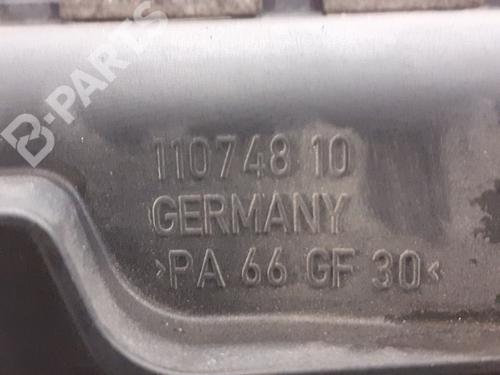 B-PARTS
110748 10
GERMANY
>PA 66 GF 30<